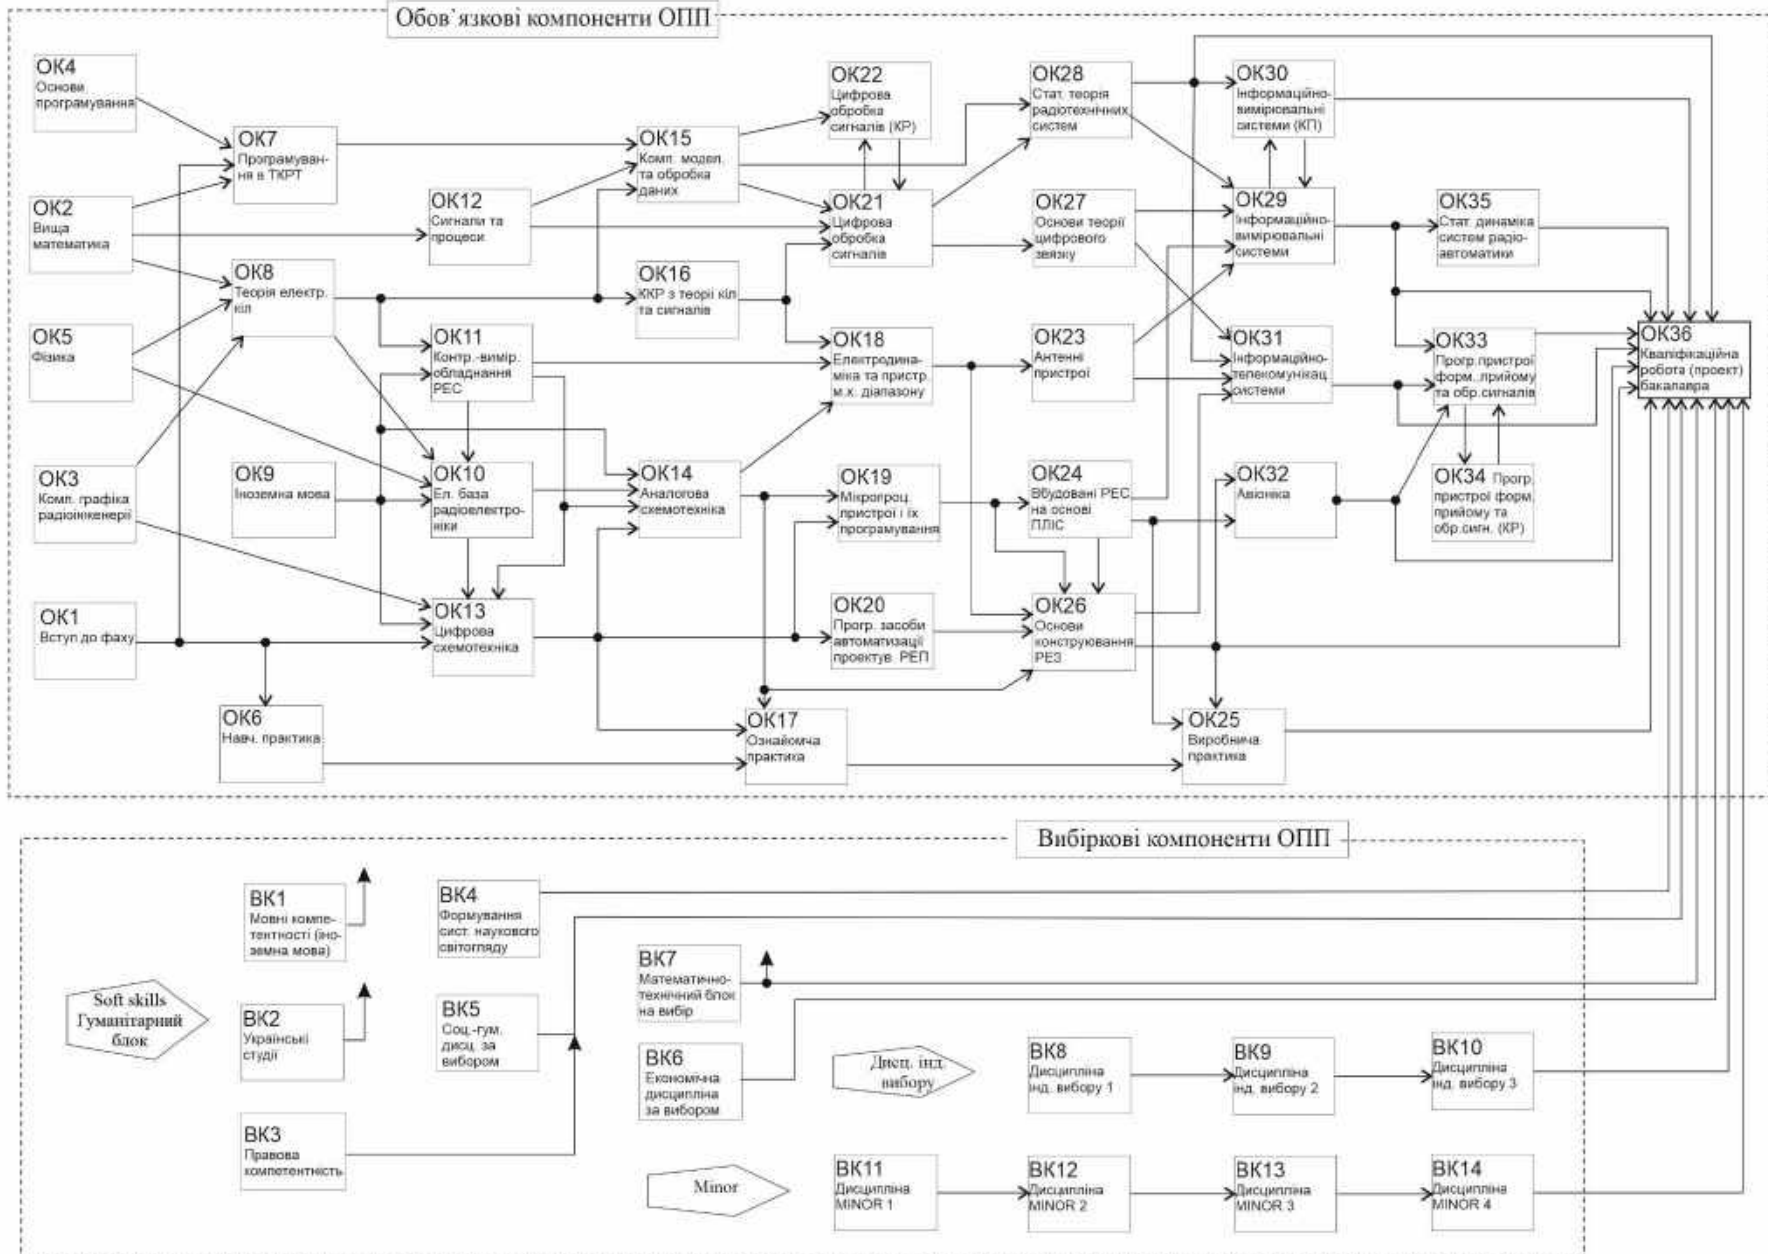 Обов`язкові компоненти ОПП
ОК4
Основи
програмування
ОК7
Програмуван-
ня в ТКРТ
ОК2
Вища
математика
ОК12
Сигнали та
процеси
ОК15
Комп. модел.
та обробка
даних
ОК22
Цифрова
обробка
сигналів (КР)
ОК21
Цифрова
обробка
сигналів
ОК28
Стат. теорія
радіотехнічних
систем
ОК27
Основи теорії
цифрового
звязку
ОК30
Інформаційно-
вимірювальні
системи (КП)
ОК29
Інформаційно-
вимірювальні
системи
ОК35
Стат. динаміка
систем радіо-
автоматики
ОК5
Фізика
ОК8
Теорія електр.
кіл
ОК11
Контр.-вимір.
обладнання
РЕС
ОК16
ККР з теорії кіл
та сигналів
ОК18
Електродина-
міка та пристр.
м.х. діапазону
ОК23
Антенні
пристрої
ОК31
Інформаційно-
телекомунікац
системи
ОК33
Прогр.пристрої
форм.,прийому
та обр.сигналів
ОК36
Кваліфікаційна
робота (проект)
бакалавра
ОК3
Комп. графіка
радіоінженерії
ОК9
Іноземна мова
ОК10
Ел. база
радіоелектро-
ніки
ОК14
Аналогова
схемотехніка
ОК19
Мікропроц.
пристрої і їх
програмування
ОК24
Вбудовані РЕС
на основі
ПЛІС
ОК32
Авіоніка
ОК34 Прогр.
пристрої форм.
прийому та
обр.сигн. (КР)
ОК1
Вступ до фаху
ОК13
Цифрова
схемотехніка
ОК20
Прогр. засоби
автоматизації
проектув. РЕП
ОК26
Основи
конструювання
РЕЗ
ОК6
Навч. практика
ОК17
Ознайомча
практика
ОК25
Виробнича
практика
Вибіркові компоненти ОПП
Soft skills
Гуманітарний
блок
ВК1
Мовні компе-
тентності (іно-
земна мова)
ВК2
Українські
студії
ВК3
Правова
компетентність
ВК4
Формування
сист. наукового
світогляду
ВК5
Соц.-гум.
дисц. за
вибором
ВК7
Математично-
технічний блок
на вибір
ВК6
Економічна
дисципліна
за вибором
Дисц. інд.
вибору
ВК8
Дисципліна
інд. вибору 1
ВК9
Дисципліна
інд. вибору 2
ВК10
Дисципліна
інд. вибору 3
Minor
ВК11
Дисципліна
MINOR 1
ВК12
Дисципліна
MINOR 2
ВК13
Дисципліна
MINOR 3
ВК14
Дисципліна
MINOR 4